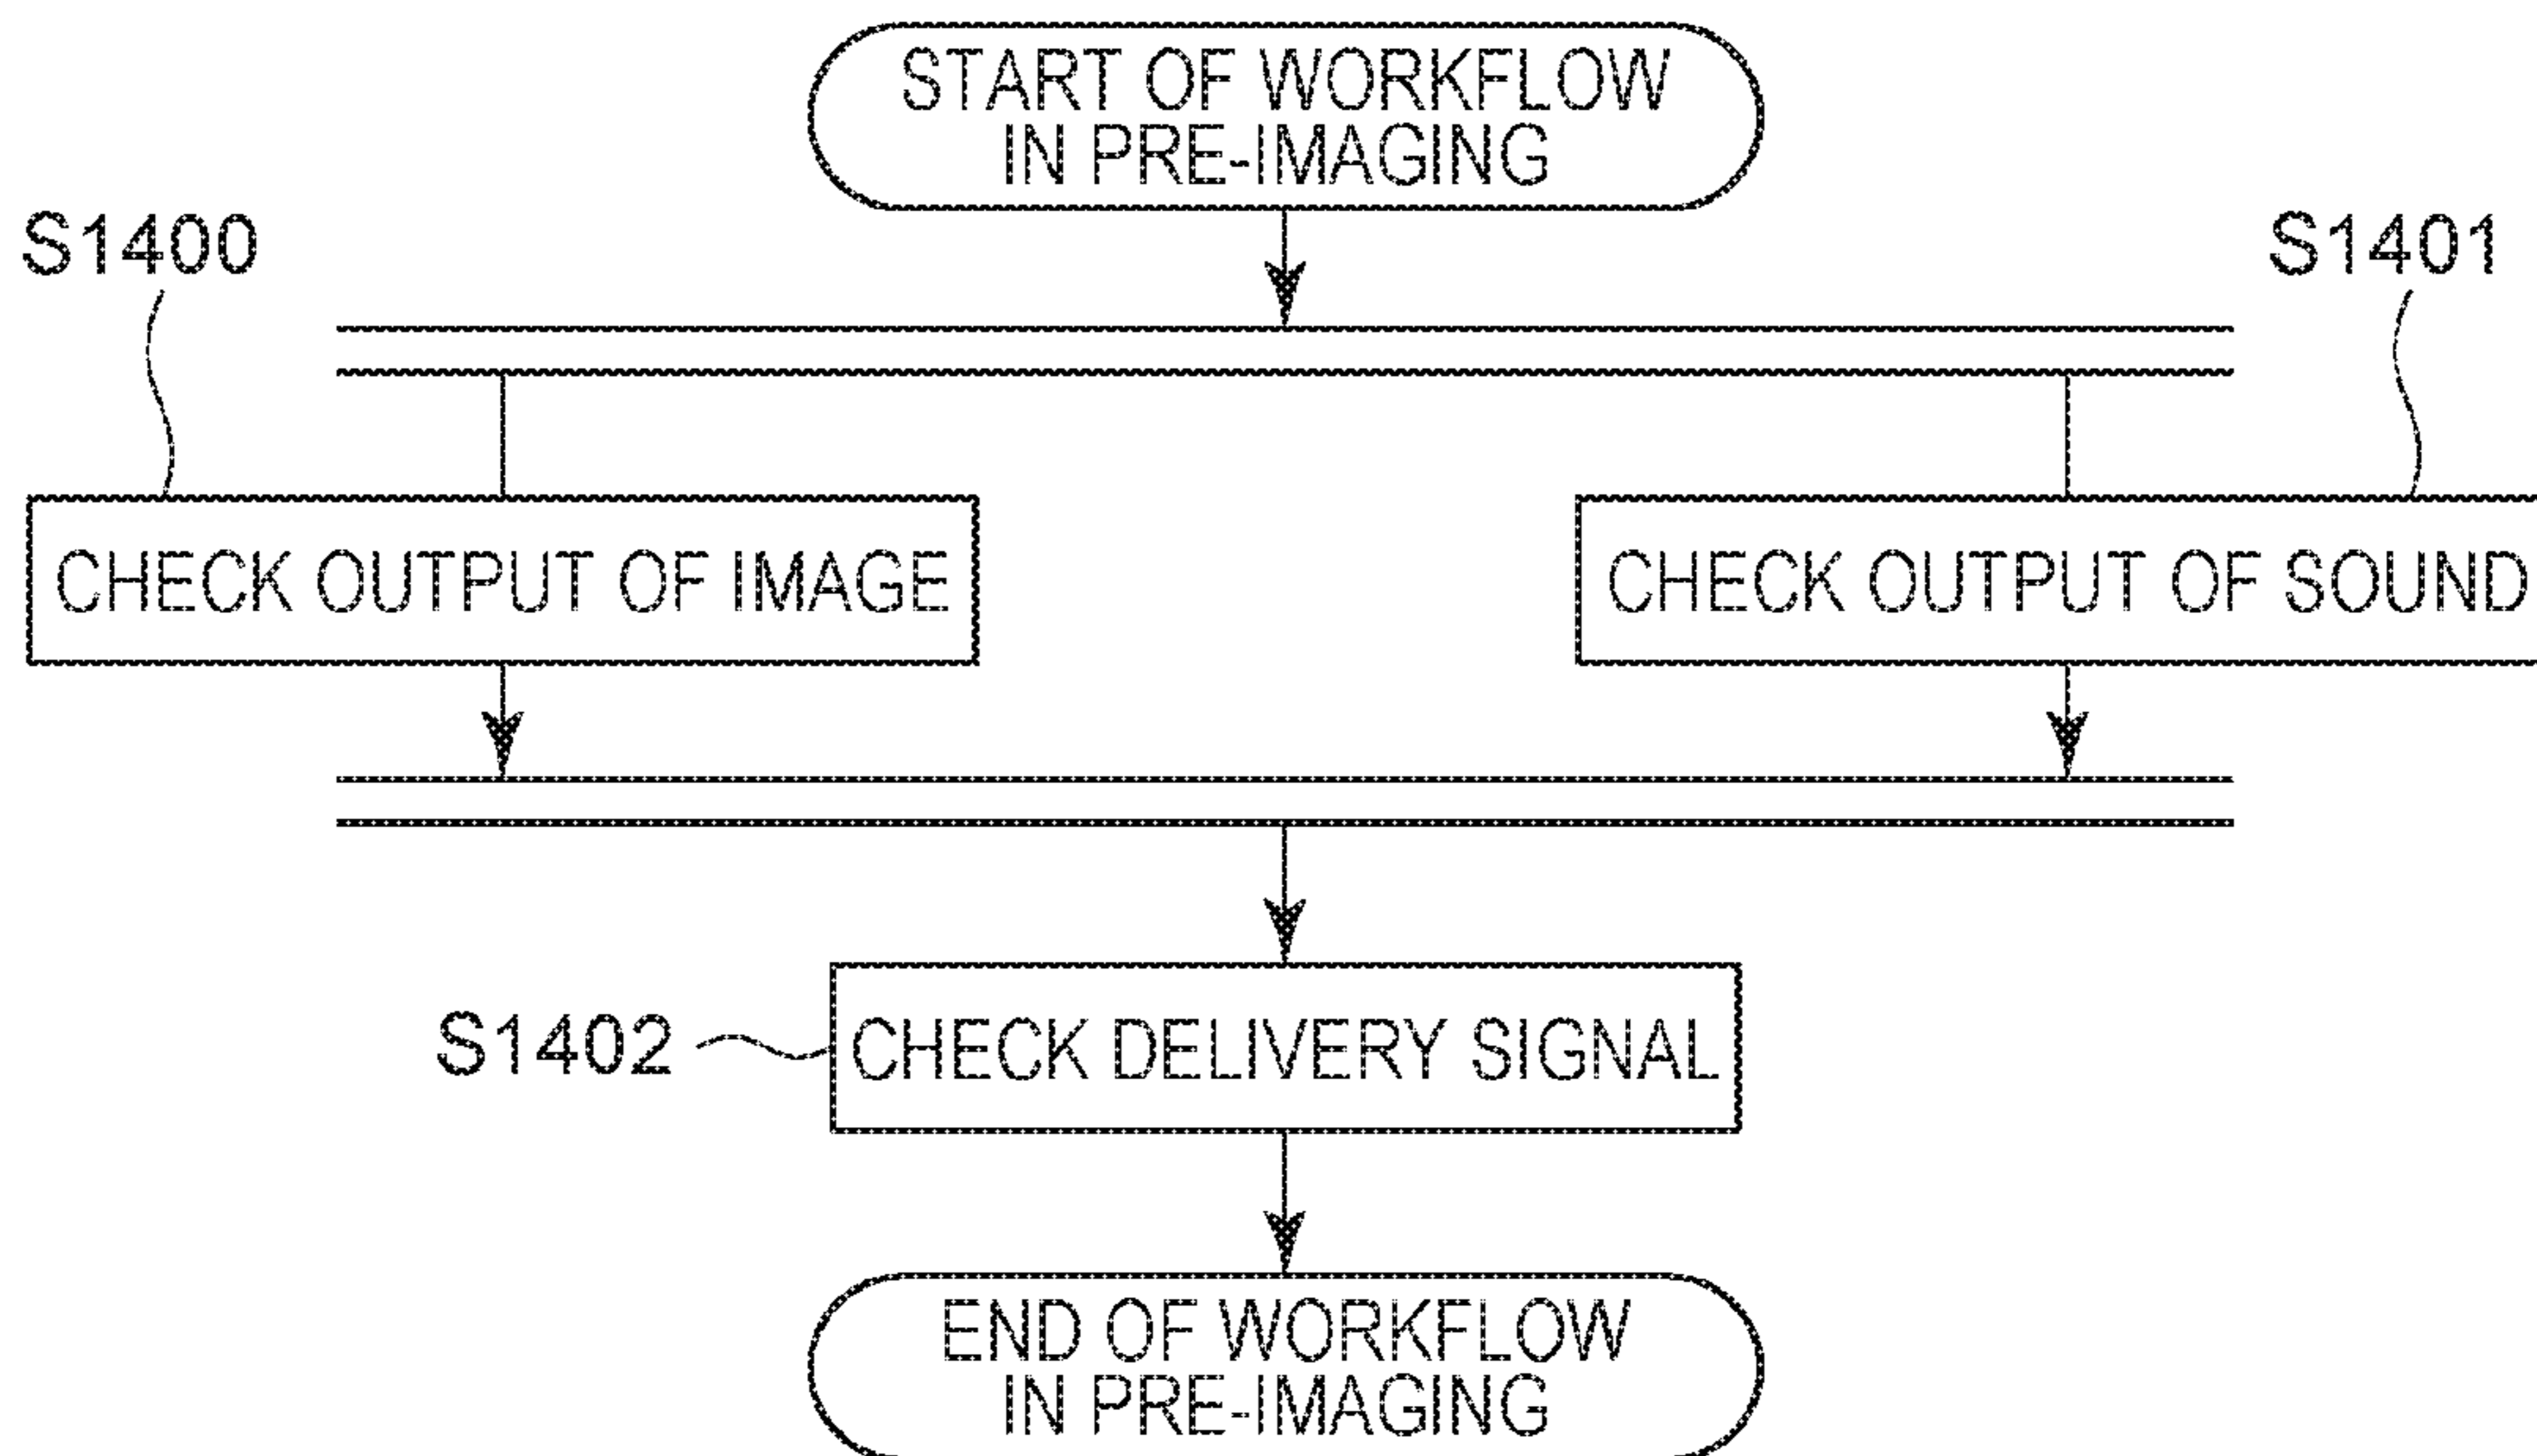 START OF WORKFLOW
IN PRE-IMAGING
S1400
S1401
CHECK OUTPUT OF IMAGE
CHECK OUTPUT OF SOUND
S1402
CHECK DELIVERY SIGNAL
END OF WORKFLOW
IN PRE-IMAGING